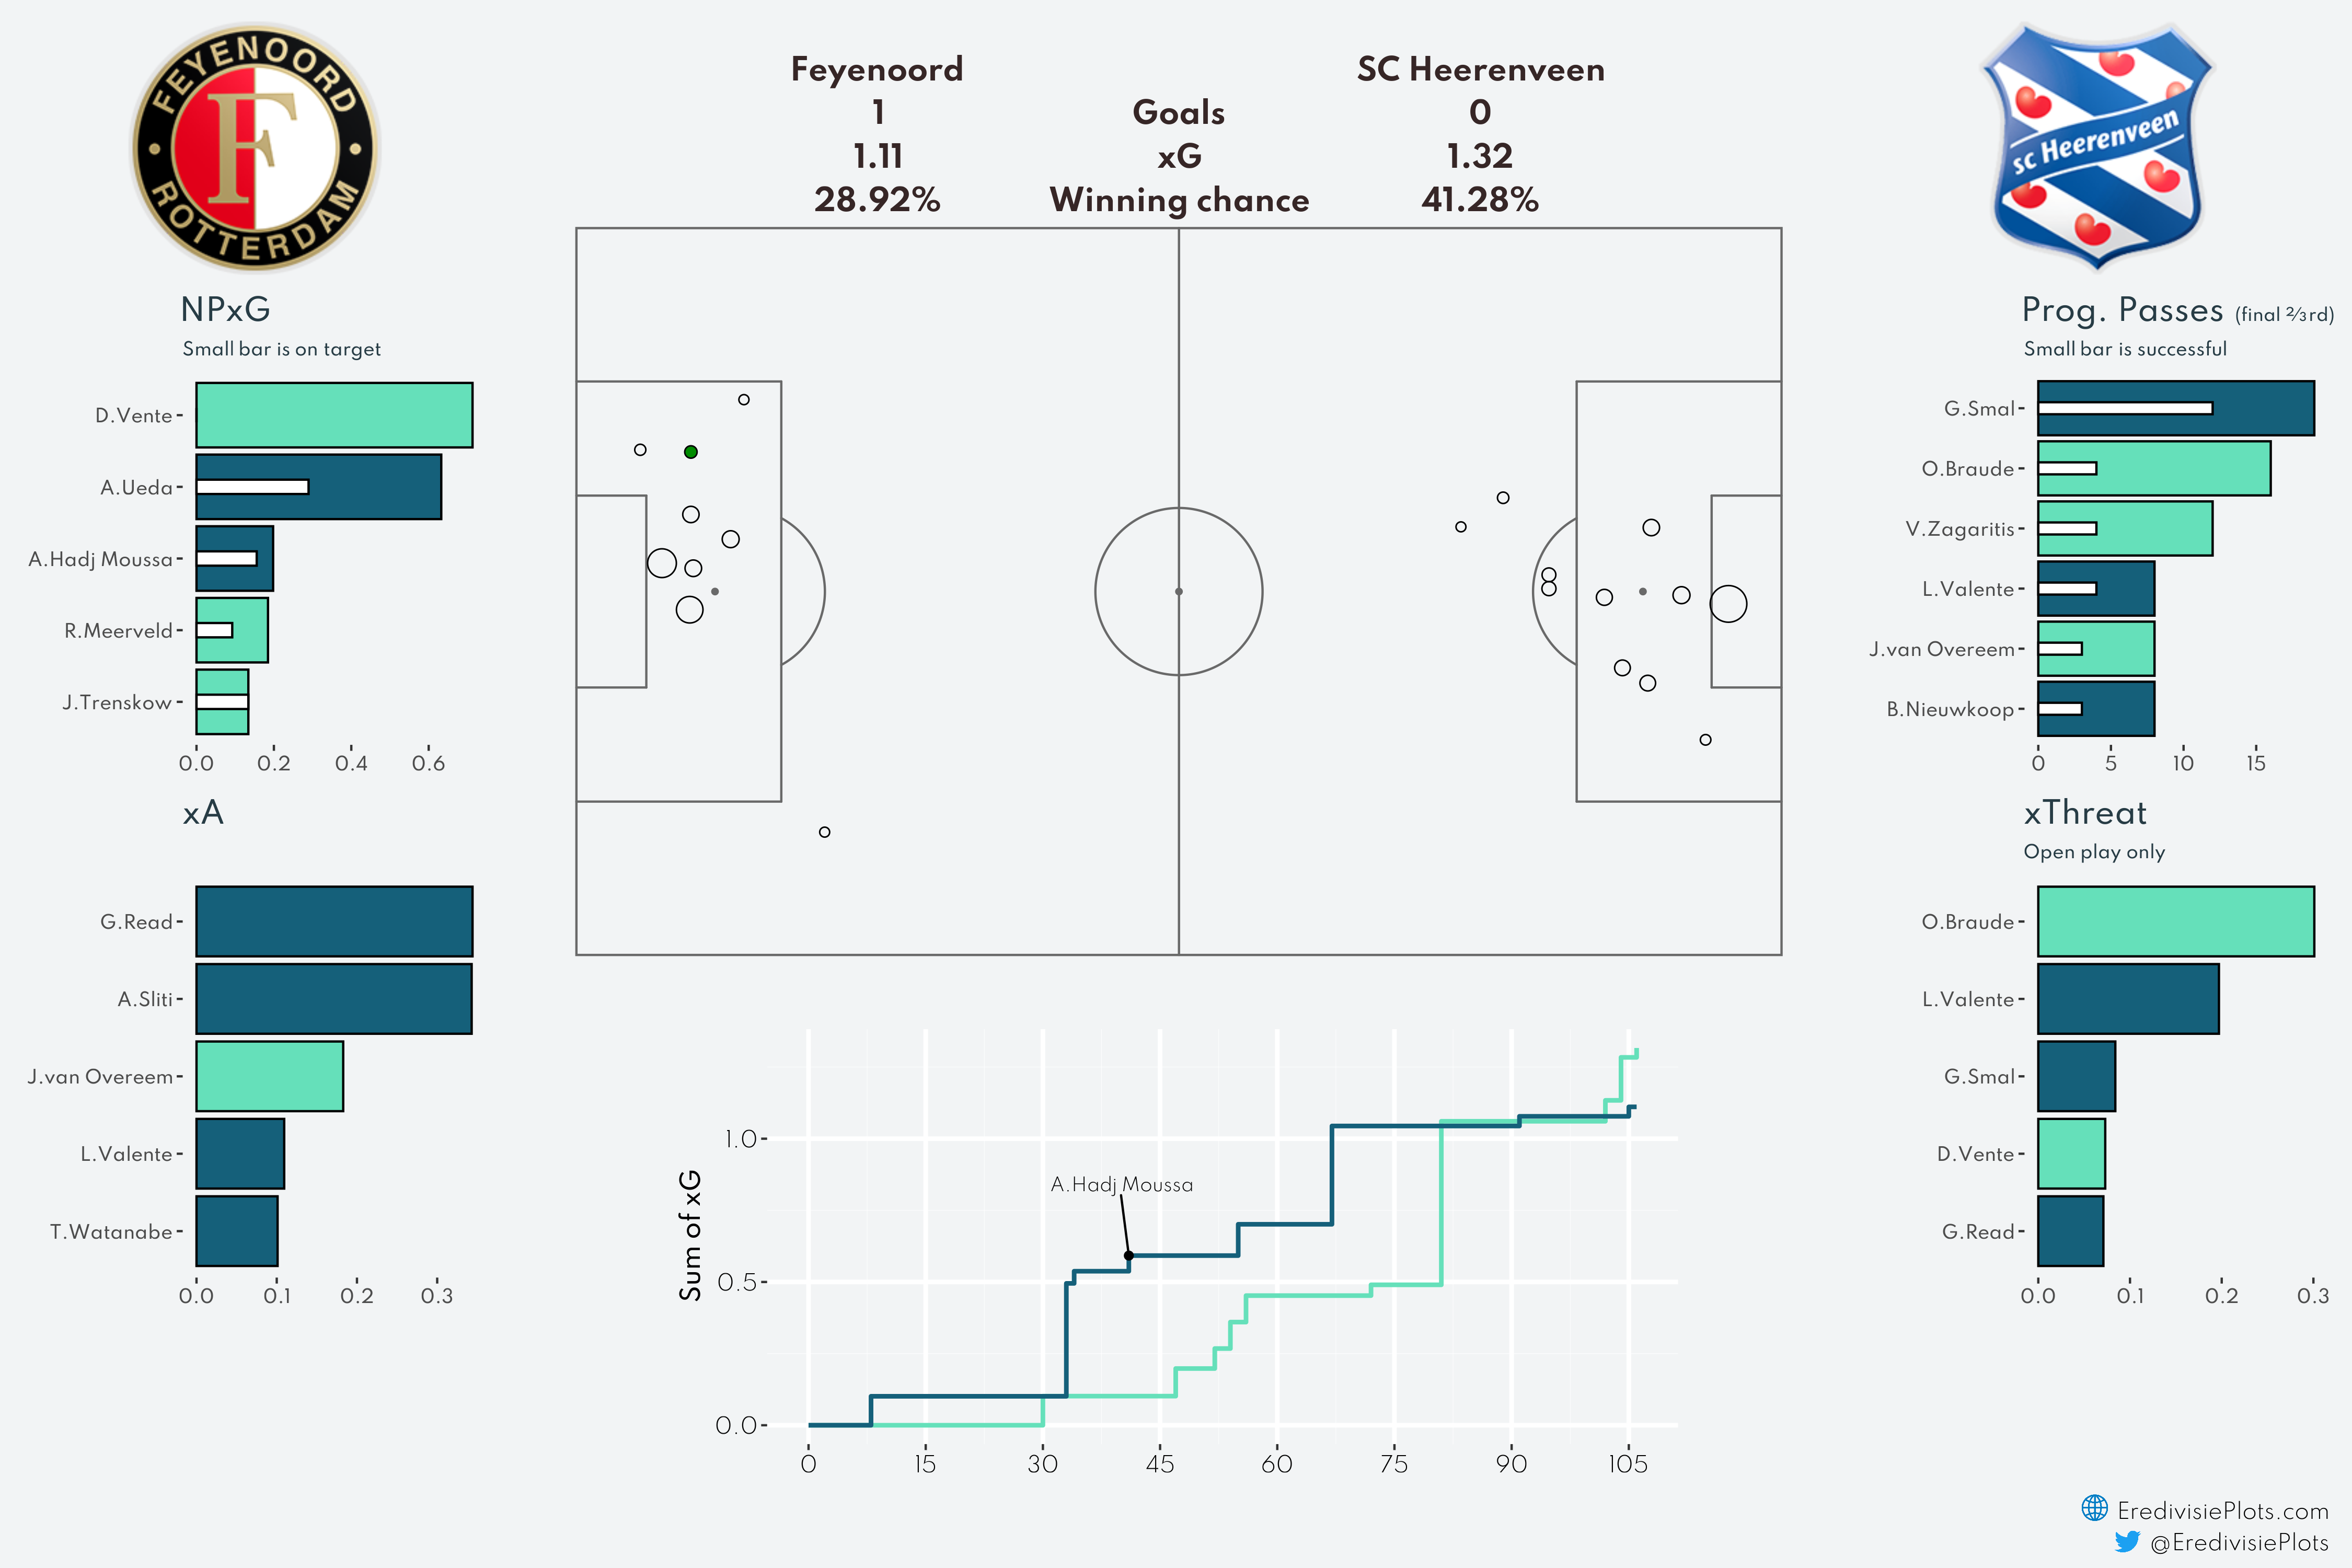 FEYENOORD
ROTTERDAM
F
Feyenoord SC Heerenveen
1 Goals 0
1.11 xG 1.32
28.92% Winning chance 41.28%
sc Heerenveen
NPxG
Small bar is on target
D.Vente
A.Ueda
A.Hadj Moussa
R.Meerveld
J.Trenskow
0.0 0.2 0.4 0.6
xA
G.Read
A.Sliti
J.van Overeem
L.Valente
T.Watanabe
0.0 0.1 0.2 0.3
A.Hadj Moussa
Sum of xG
1.0
0.5
0.0
0 15 30 45 60 75 90 105
Prog. Passes (final ⅔rd)
Small bar is successful
G.Smal
O.Braude
V.Zagaritis
L.Valente
J.van Overeem
B.Nieuwkoop
0 5 10 15
xThreat
Open play only
O.Braude
L.Valente
G.Smal
D.Vente
G.Read
0.0 0.1 0.2 0.3
EredivisiePlots.com
@EredivisiePlots